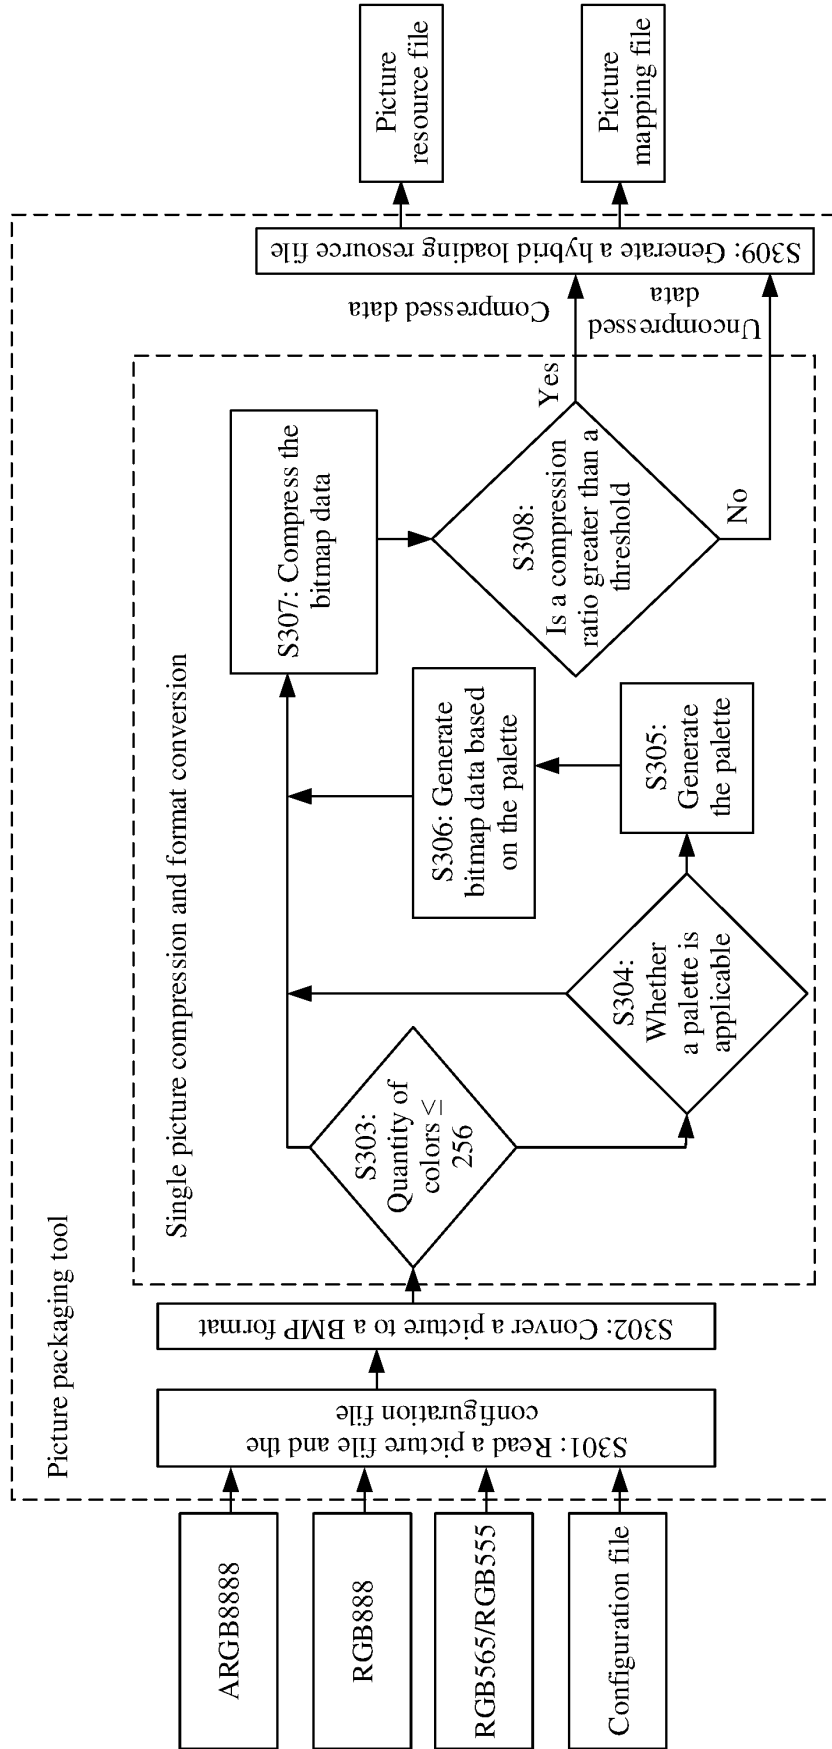 Picture packaging tool
ARGB8888
RGB888
RGB565/RGB555
Configuration file
S301: Read a picture file and the
configuration file
S302: Conver a picture to a BMP format
Single picture compression and format conversion
S303:
Quantity of
colors ≤
256
S304:
Whether
a palette is
applicable
S305:
Generate
the palette
S306: Generate
bitmap data based
on the palette
S307: Compress the
bitmap data
S308:
Is a compression
ratio greater than a
threshold
Yes
No
Compressed data
Uncompressed
data
S309: Generate a hybrid loading resource file
Picture
resource file
Picture
mapping file